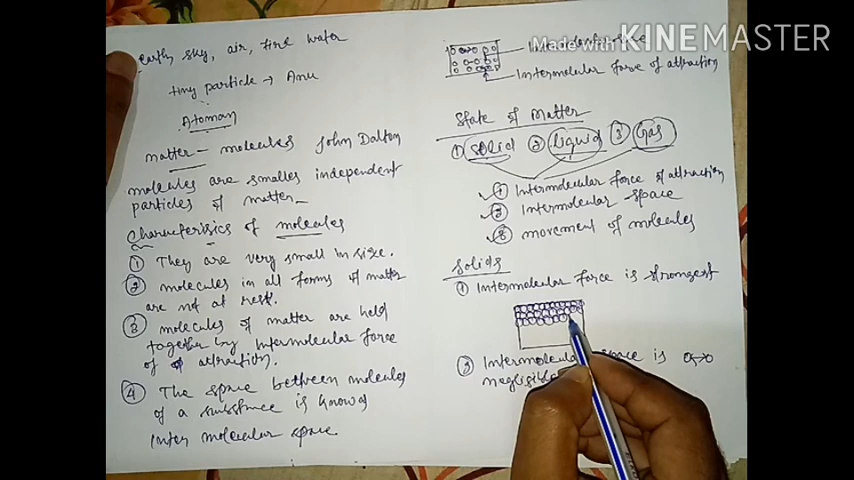 earth, sky, air, fire water
tiny particle → Anu
Atoman
matter - molecules John Dalton
molecules are smalles independent
particles of matter
Characterisics of molecules
① They are very small in size.
② molecules in all forms of matter
are not at rest.
③ molecules of matter are held
together by Intermolecular Force
of attraction.
④ The space between molecules
of a substance is known
Inter molecular space
Made with KINEMASTER
Intermolecular Force of attraction
State of Matter
① Solid ② liquid ③ Gas
① Intermolecular Force of attraction
② Intermolecular space
③ movement of molecules
Solids
① Intermolecular Force is strongest
② Intermolecular space is